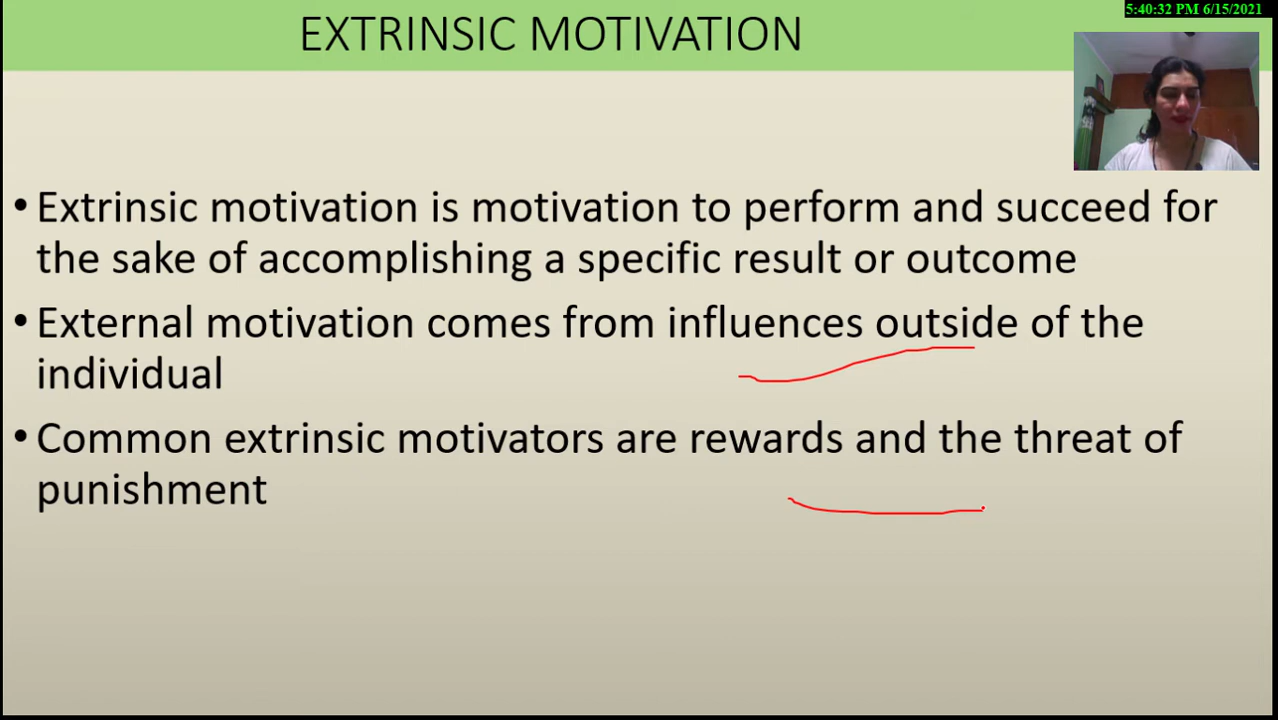 5:40:32 PM 6/15/2021
EXTRINSIC MOTIVATION
• Extrinsic motivation is motivation to perform and succeed for
the sake of accomplishing a specific result or outcome
• External motivation comes from influences outside of the
individual
• Common extrinsic motivators are rewards and the threat of
punishment